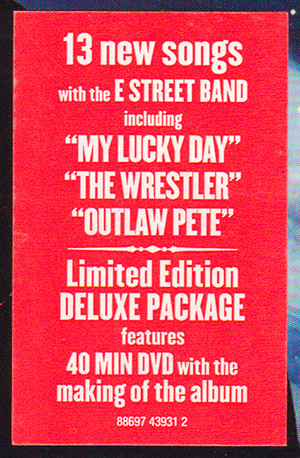 13 new songs
with the E STREET BAND
including
“MY LUCKY DAY”
“THE WRESTLER”
“OUTLAW PETE”
Limited Edition
DELUXE PACKAGE
features
40 MIN DVD with the
making of the album
88697 43931 2